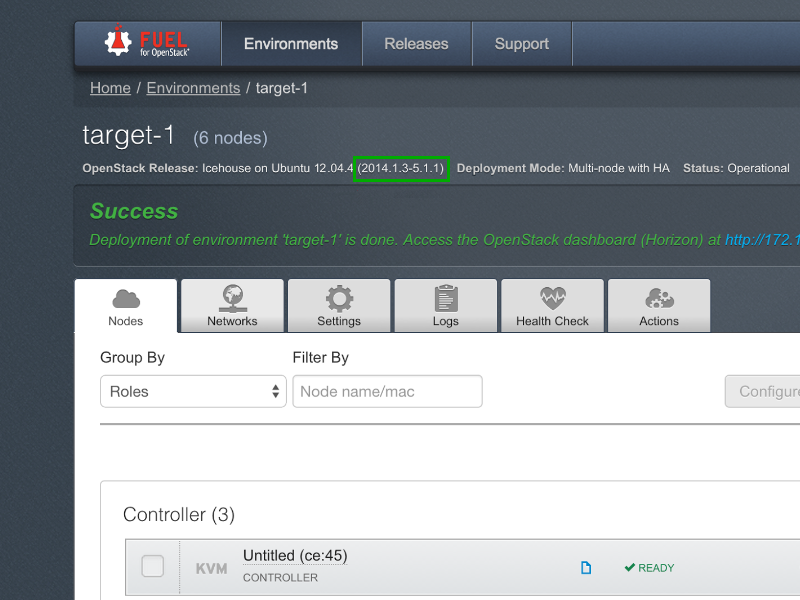 FUEL
for OpenStack
Environments
Releases
Support
Home / Environments / target-1
target-1 (6 nodes)
OpenStack Release: Icehouse on Ubuntu 12.04.4 (2014.1.3-5.1.1) Deployment Mode: Multi-node with HA Status: Operational
Success
Deployment of environment 'target-1' is done. Access the OpenStack dashboard (Horizon) at http://172.1
Nodes
Networks
Settings
Logs
Health Check
Actions
Group By
Filter By
Roles
Node name/mac
Configure
Controller (3)
KVM
Untitled (ce:45)
CONTROLLER
READY